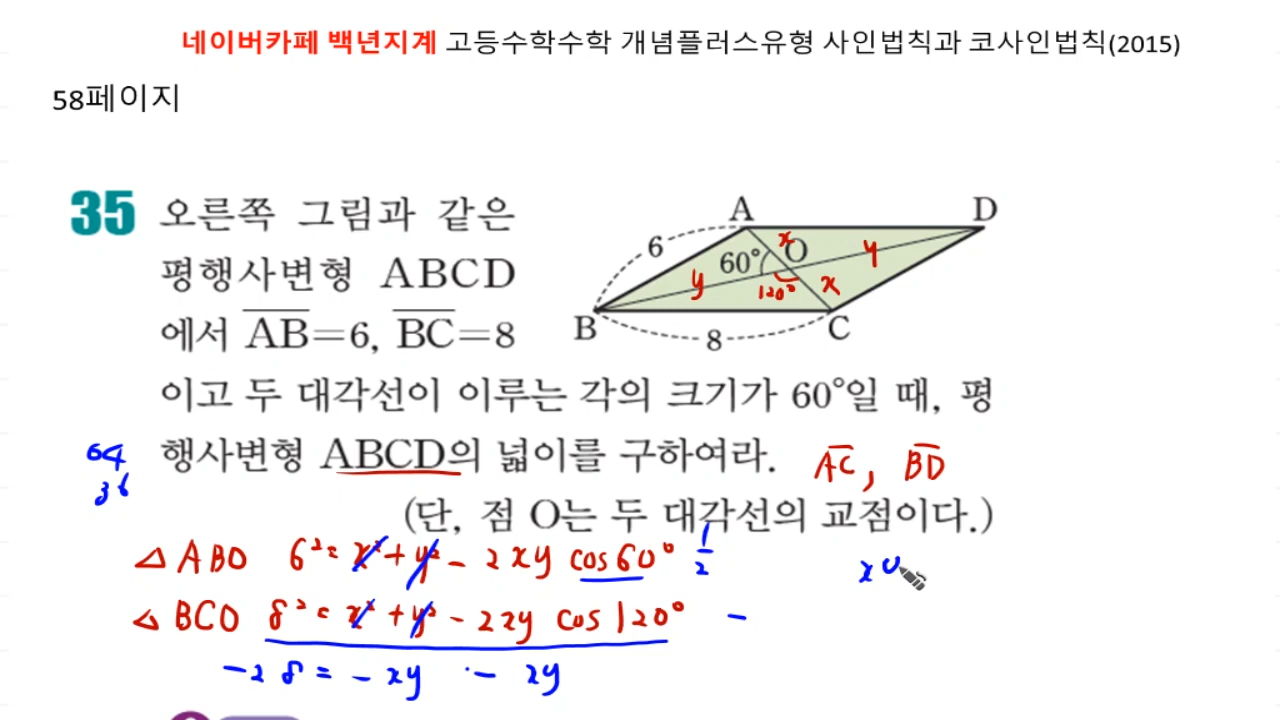 네이버카페 백년지계 고등수학수학 개념플러스유형 사인법칙과 코사인법칙(2015)
58페이지
35 오른쪽 그림과 같은
평행사변형 ABCD
에서 AB=6, BC=8
이고 두 대각선이 이루는 각의 크기가 60°일 때, 평
행사변형 ABCD의 넓이를 구하여라.
(단, 점 O는 두 대각선의 교점이다.)
A
D
6
60°
x
O
y
y
120°
x
B
8
C
64
36
AC, BD
△ABO 6²= x²+y²- 2xy cos60° 1/2
△BCO 8²= x²+y²- 2xy cos120° -
-28= -xy - xy
xy